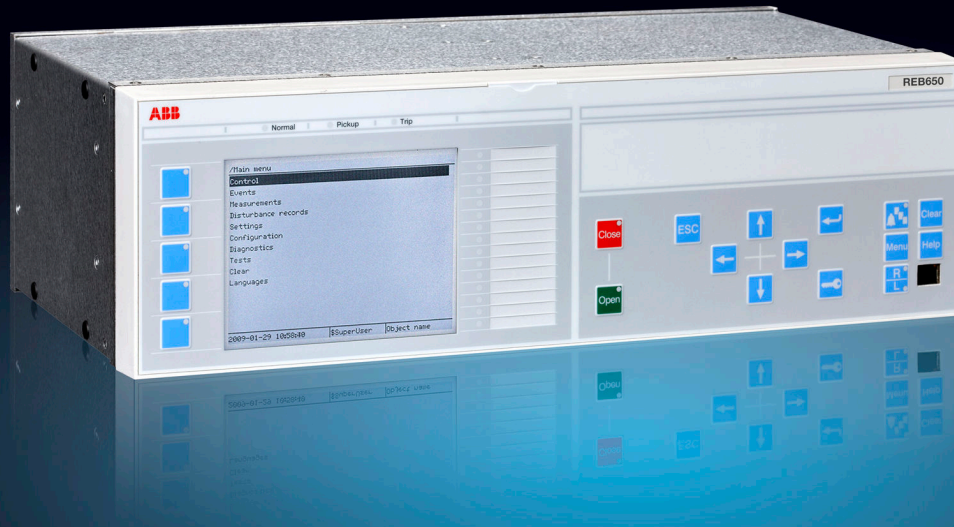 REB650
ABB
Normal
Pickup
Trip
/Main menu
Control
Events
Measurements
Disturbance records
Settings
Configuration
Diagnostics
Tests
Clear
Languages
2009-01-29 10:58:40
$SuperUser
Object name
Close
Open
ESC
Clear
Menu
Help
R
L